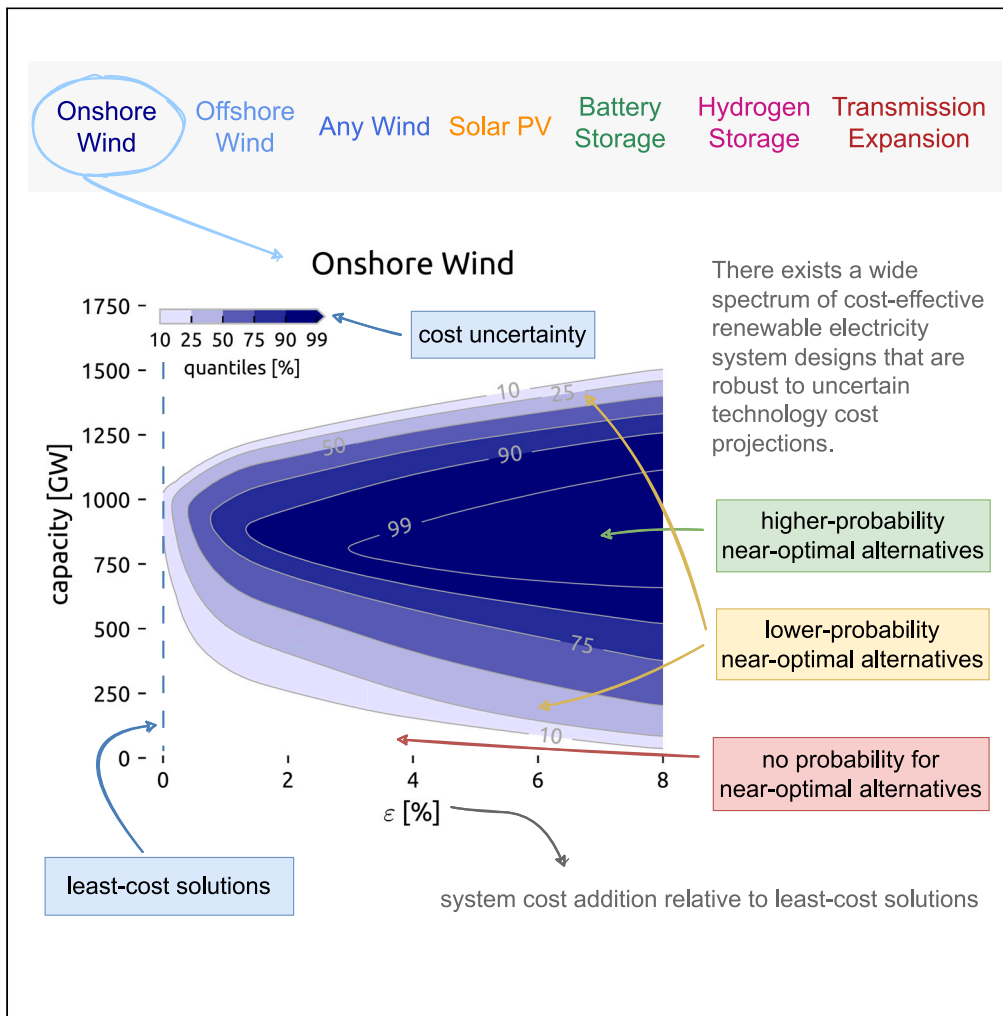 Onshore Wind
Offshore Wind
Any Wind
Solar PV
Battery Storage
Hydrogen Storage
Transmission Expansion
Onshore Wind
There exists a wide
spectrum of cost-effective
renewable electricity
system designs that are
robust to uncertain
technology cost
projections.
1750
1500
1250
1000
750
500
250
0
capacity [GW]
10 25 50 75 90 99
quantiles [%]
cost uncertainty
10
25
50
90
99
75
10
higher-probability
near-optimal alternatives
lower-probability
near-optimal alternatives
no probability for
near-optimal alternatives
0 2 4 6 8
ε [%]
least-cost solutions
system cost addition relative to least-cost solutions